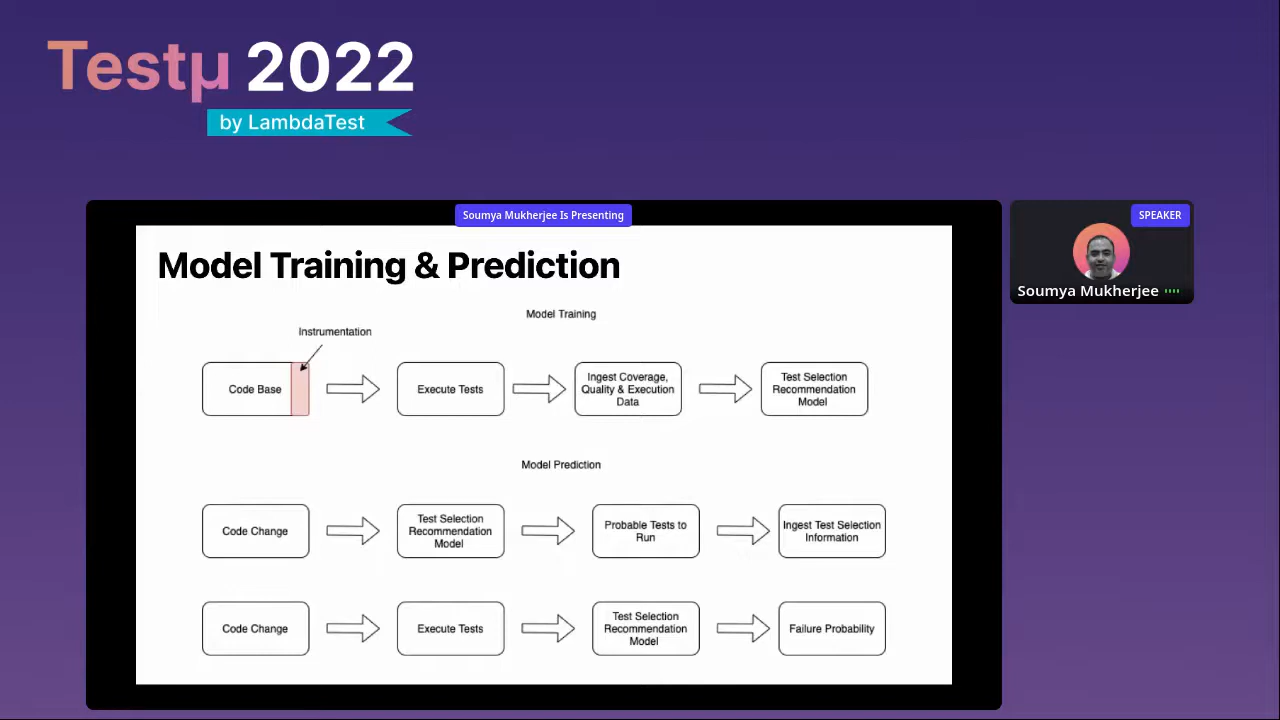 Testμ 2022
by LambdaTest
Soumya Mukherjee Is Presenting
SPEAKER
Soumya Mukherjee
Model Training & Prediction
Model Training
Instrumentation
Code Base
Execute Tests
Ingest Coverage,
Quality & Execution
Data
Test Selection
Recommendation
Model
Model Prediction
Code Change
Test Selection
Recommendation
Model
Probable Tests to
Run
Ingest Test Selection
Information
Code Change
Execute Tests
Test Selection
Recommendation
Model
Failure Probability